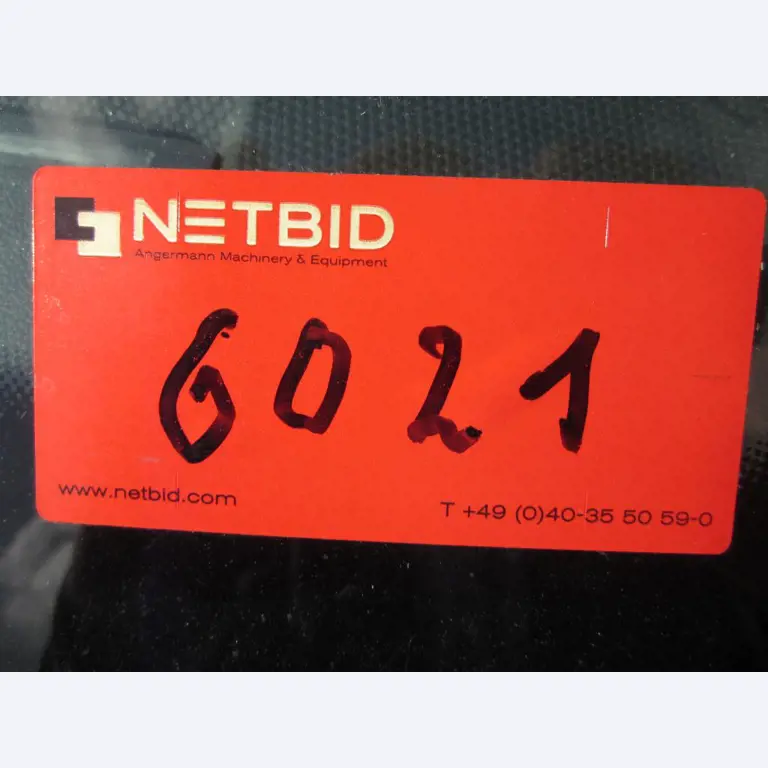 NETBID
Angermann Machinery & Equipment
6021
www.netbid.com
T +49 (0)40-35 50 59-0